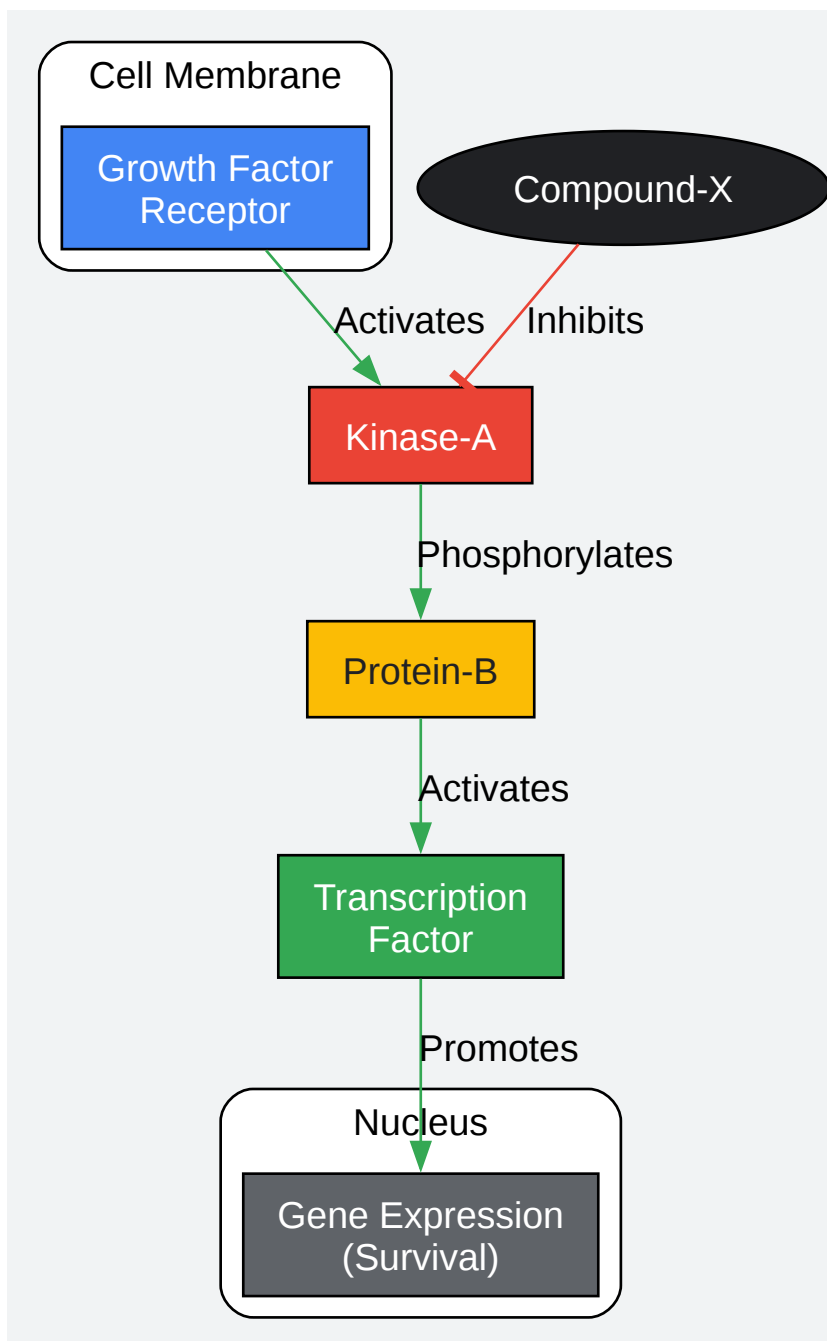 Cell Membrane
Growth Factor
Receptor
Compound-X
Activates
Inhibits
Kinase-A
Phosphorylates
Protein-B
Activates
Transcription
Factor
Promotes
Nucleus
Gene Expression
(Survival)